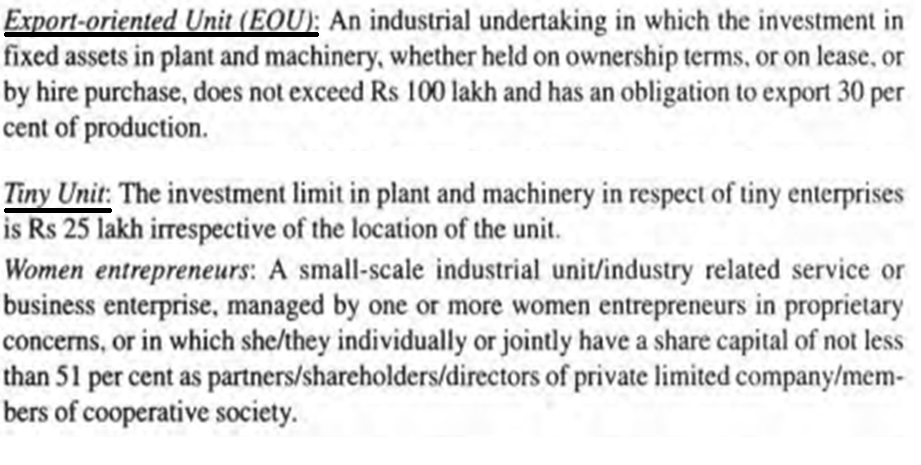 Export-oriented Unit (EOU): An industrial undertaking in which the investment in
fixed assets in plant and machinery, whether held on ownership terms, or on lease, or
by hire purchase, does not exceed Rs 100 lakh and has an obligation to export 30 per
cent of production.
Tiny Unit: The investment limit in plant and machinery in respect of tiny enterprises
is Rs 25 lakh irrespective of the location of the unit.
Women entrepreneurs: A small-scale industrial unit/industry related service or
business enterprise, managed by one or more women entrepreneurs in proprietary
concerns, or in which she/they individually or jointly have a share capital of not less
than 51 per cent as partners/shareholders/directors of private limited company/mem-
bers of cooperative society.